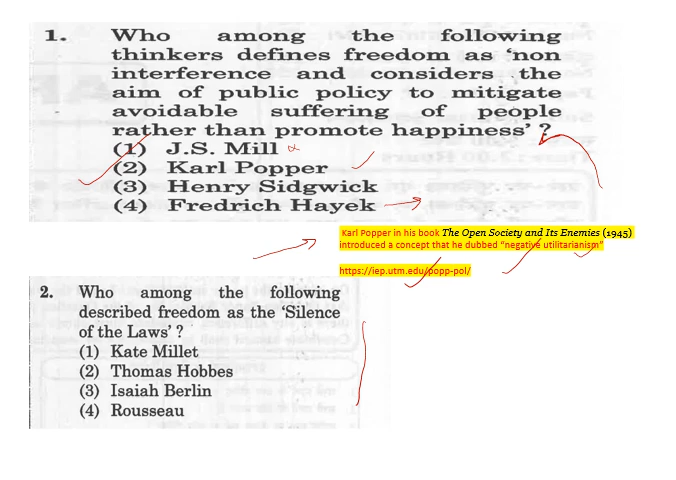 1. Who among the following
thinkers defines freedom as ‘non
interference and considers the
aim of public policy to mitigate
avoidable suffering of people
rather than promote happiness’ ?
(1) J.S. Mill
(2) Karl Popper
(3) Henry Sidgwick
(4) Fredrich Hayek
Karl Popper in his book The Open Society and Its Enemies (1945)
introduced a concept that he dubbed “negative utilitarianism”
https://iep.utm.edu/popp-pol/
2. Who among the following
described freedom as the ‘Silence
of the Laws’ ?
(1) Kate Millet
(2) Thomas Hobbes
(3) Isaiah Berlin
(4) Rousseau